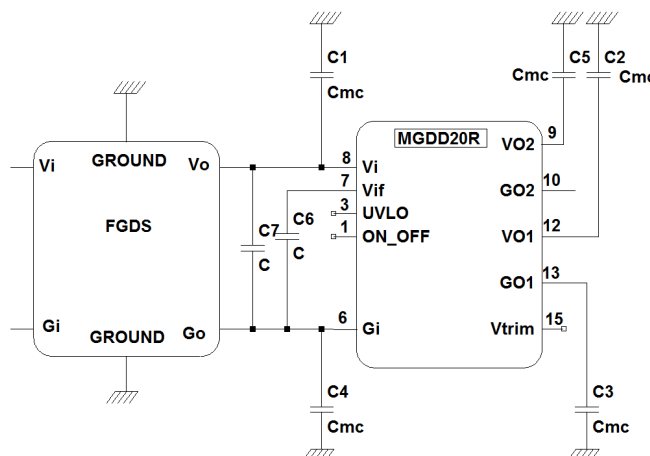 C1
Cmc
C5
Cmc
C2
Cmc
MGDD20R
GROUND
Vi
Vo
FGDS
Gi
Go
GROUND
C7
C
C6
C
8
Vi
7
Vif
3
UVLO
1
ON_OFF
6
Gi
VO2
9
GO2
10
VO1
12
GO1
13
Vtrim
15
C4
Cmc
C3
Cmc